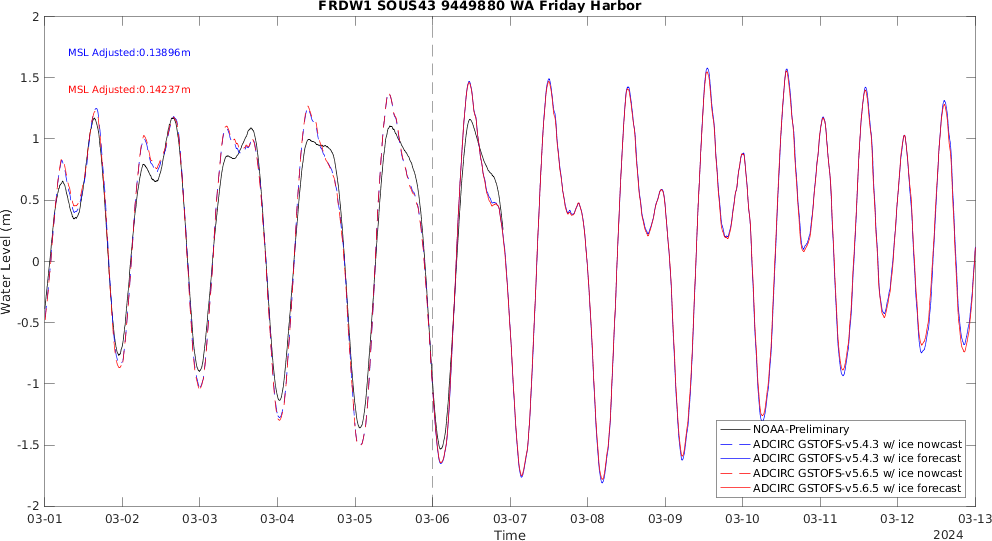 FRDW1 SOUS43 9449880 WA Friday Harbor
2
MSL Adjusted:0.13896m
1.5
MSL Adjusted:0.14237m
1
0.5
Water Level (m)
0
-0.5
-1
-1.5
-2
NOAA-Preliminary
ADCIRC GSTOFS-v5.4.3 w/ ice nowcast
ADCIRC GSTOFS-v5.4.3 w/ ice forecast
ADCIRC GSTOFS-v5.6.5 w/ ice nowcast
ADCIRC GSTOFS-v5.6.5 w/ ice forecast
03-01 03-02 03-03 03-04 03-05 03-06 03-07 03-08 03-09 03-10 03-11 03-12 03-13
Time
2024